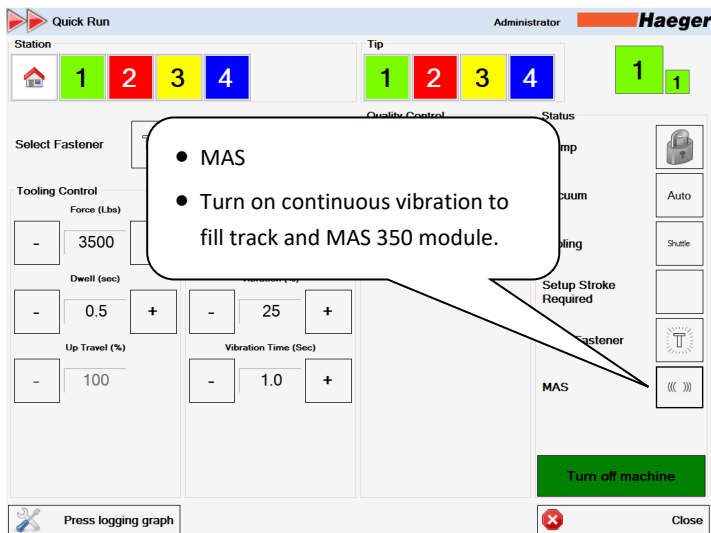 Quick Run
Administrator
Haeger
Station
1 2 3 4
Tip
1 2 3 4
1 1
Select Fastener
Quality Control
Status
Auto
Shuttle
Setup Stroke
Required
MAS
Tooling Control
Force (Lbs)
- 3500
Dwell (sec)
- 0.5 +
- 25 +
Up Travel (%)
- 100
Vibration Time (Sec)
- 1.0 +
• MAS
• Turn on continuous vibration to
fill track and MAS 350 module.
Turn off machine
Press logging graph
Close